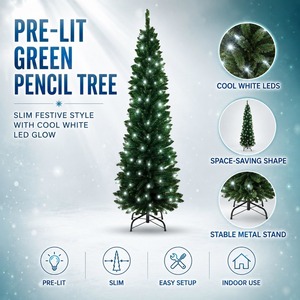 PRE-LIT
GREEN
PENCIL TREE
SLIM FESTIVE STYLE
WITH COOL WHITE
LED GLOW
COOL WHITE LEDS
SPACE-SAVING SHAPE
STABLE METAL STAND
PRE-LIT
SLIM
EASY SETUP
INDOOR USE